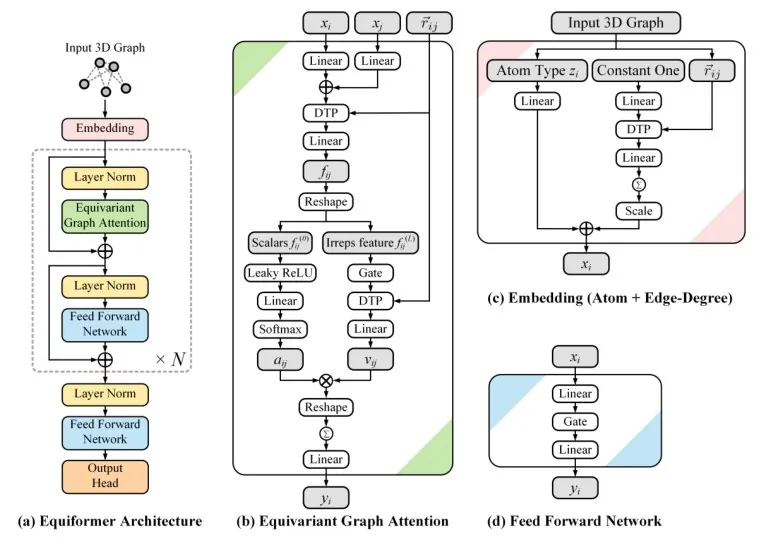 Input 3D Graph
Embedding
Layer Norm
Equivariant
Graph Attention
Layer Norm
Feed Forward
Network
× N
Layer Norm
Feed Forward
Network
Output
Head
(a) Equiformer Architecture
x_i
x_j
r⃗_ij
Linear
Linear
DTP
Linear
f_ij
Reshape
Scalars f_ij^(0)
Irreps feature f_ij^(L)
Leaky ReLU
Gate
Linear
DTP
Softmax
Linear
a_ij
v_ij
Reshape
Σ
Linear
y_i
(b) Equivariant Graph Attention
Input 3D Graph
Atom Type z_i
Constant One
r⃗_ij
Linear
Linear
DTP
Linear
Σ
Scale
x_i
(c) Embedding (Atom + Edge-Degree)
x_i
Linear
Gate
Linear
y_i
(d) Feed Forward Network